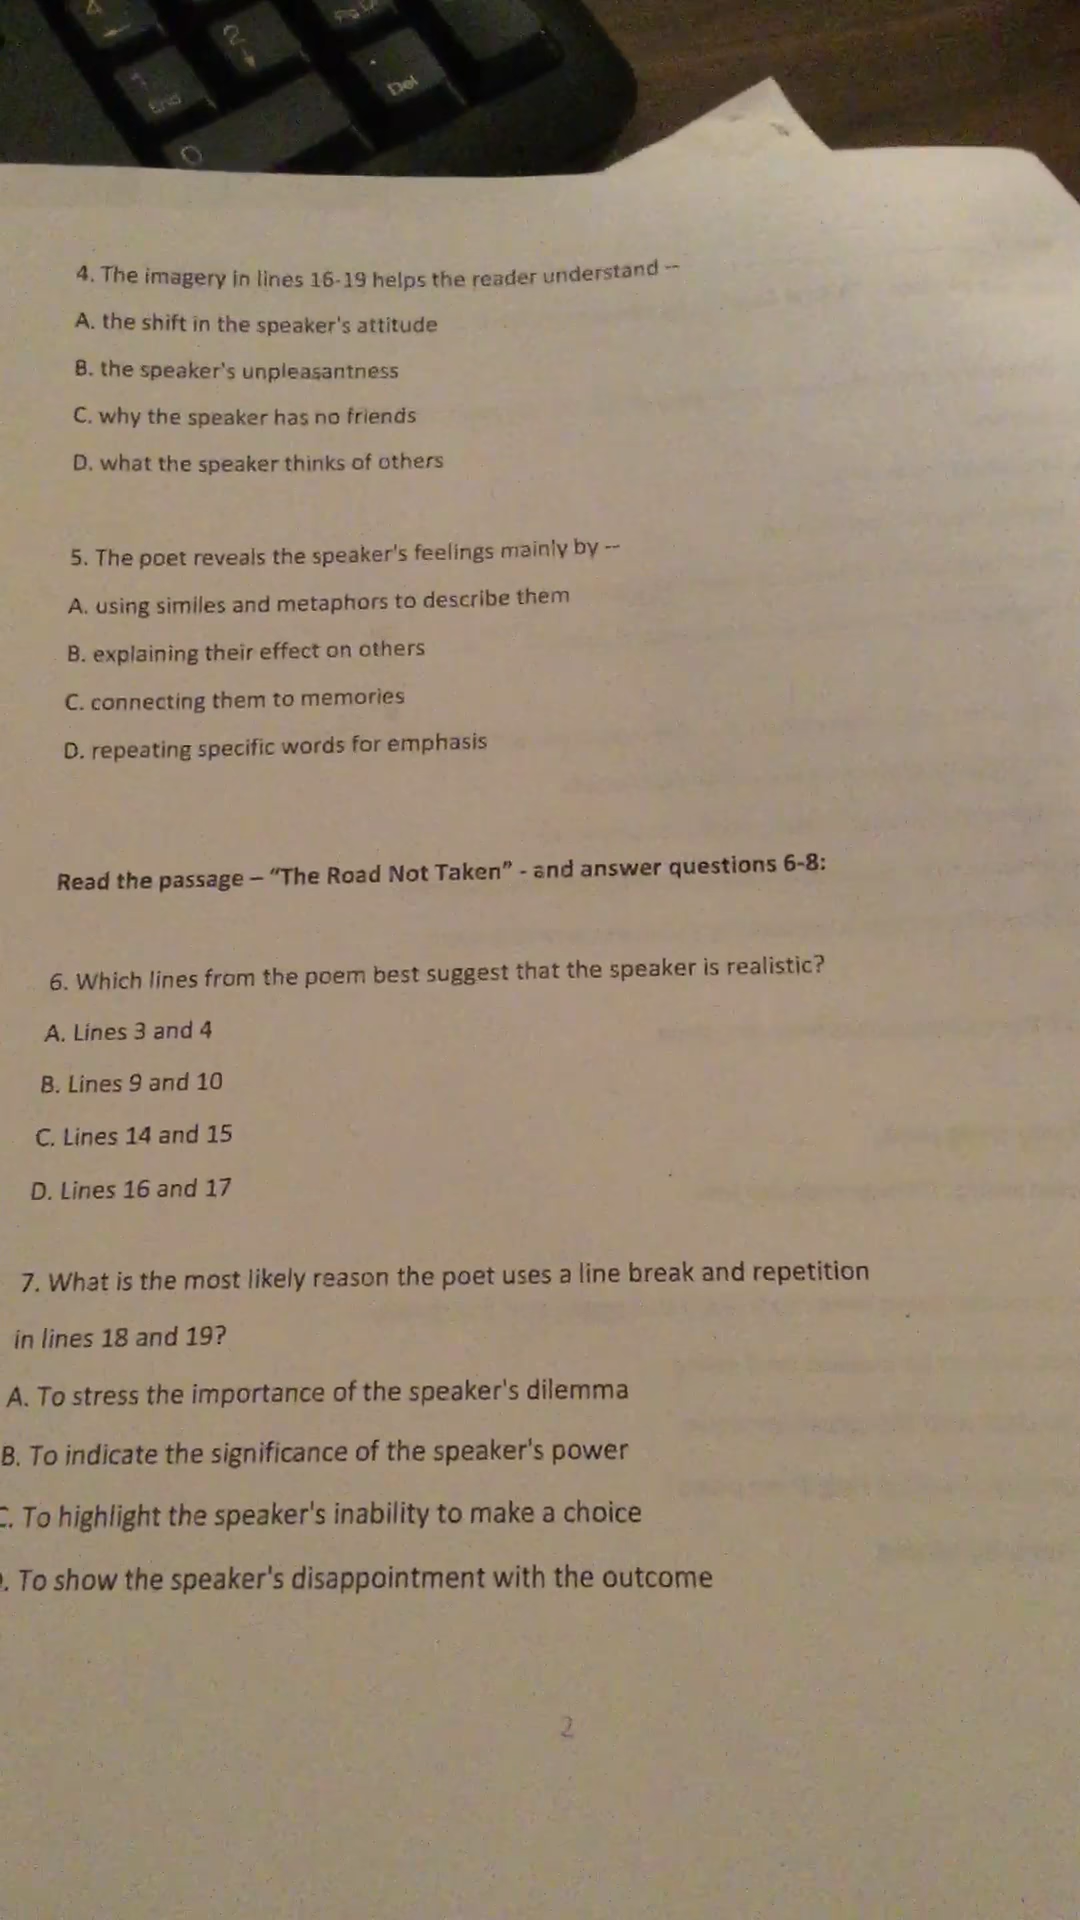 4
2
1
End
Del
0
4. The imagery in lines 16-19 helps the reader understand --
A. the shift in the speaker's attitude
B. the speaker's unpleasantness
C. why the speaker has no friends
D. what the speaker thinks of others
5. The poet reveals the speaker's feelings mainly by --
A. using similes and metaphors to describe them
B. explaining their effect on others
C. connecting them to memories
D. repeating specific words for emphasis
Read the passage – “The Road Not Taken” - and answer questions 6-8:
6. Which lines from the poem best suggest that the speaker is realistic?
A. Lines 3 and 4
B. Lines 9 and 10
C. Lines 14 and 15
D. Lines 16 and 17
7. What is the most likely reason the poet uses a line break and repetition
in lines 18 and 19?
A. To stress the importance of the speaker's dilemma
B. To indicate the significance of the speaker's power
C. To highlight the speaker's inability to make a choice
. To show the speaker's disappointment with the outcome
2